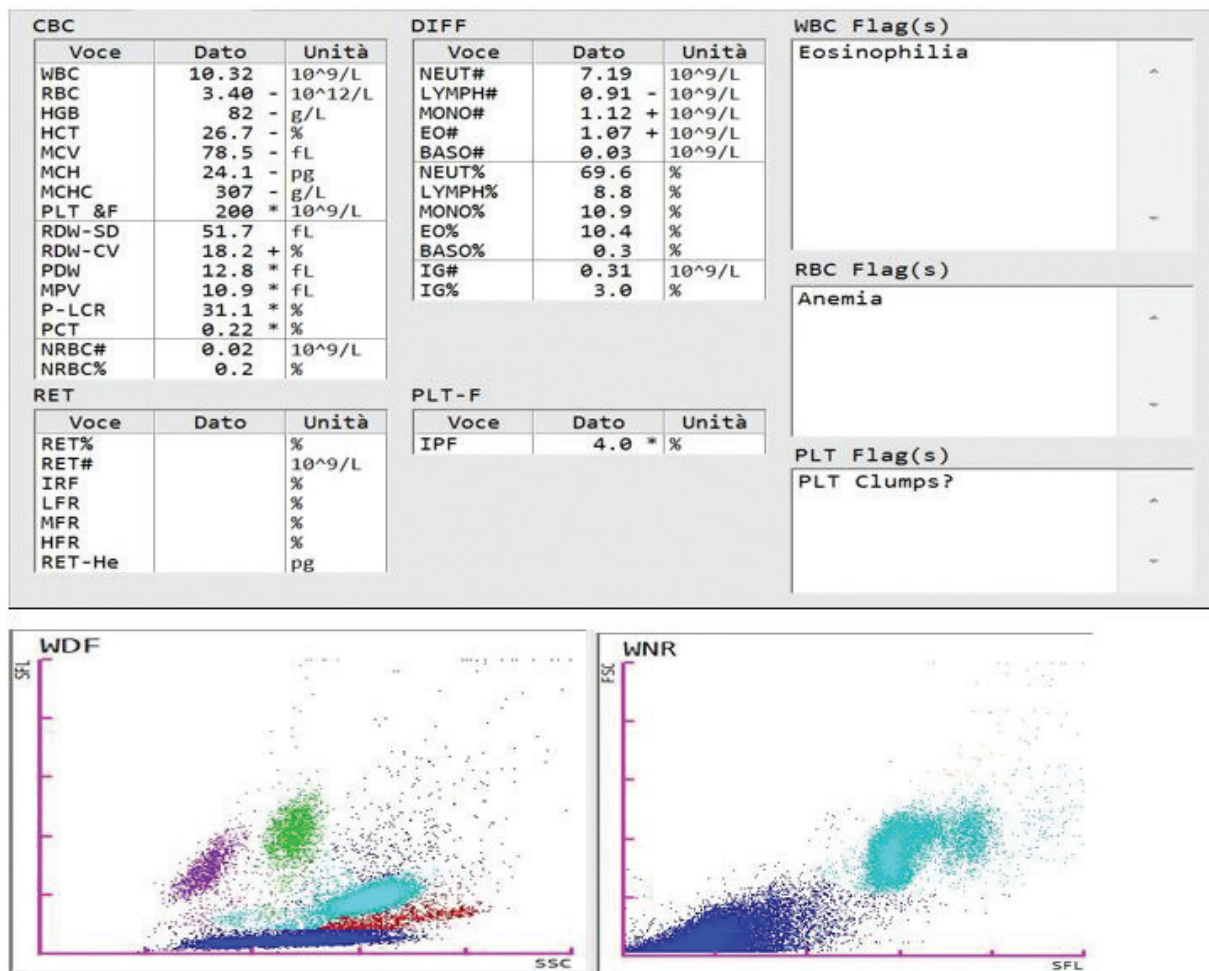 CBC
Voce Dato Unità
WBC 10.32 10^9/L
RBC 3.40 - 10^12/L
HGB 82 - g/L
HCT 26.7 - %
MCV 78.5 - fL
MCH 24.1 - pg
MCHC 307 - g/L
PLT &F 200 * 10^9/L
RDW-SD 51.7 fL
RDW-CV 18.2 + %
PDW 12.8 * fL
MPV 10.9 * fL
P-LCR 31.1 * %
PCT 0.22 * %
NRBC# 0.02 10^9/L
NRBC% 0.2 %
DIFF
Voce Dato Unità
NEUT# 7.19 10^9/L
LYMPH# 0.91 - 10^9/L
MONO# 1.12 + 10^9/L
EO# 1.07 + 10^9/L
BASO# 0.03 10^9/L
NEUT% 69.6 %
LYMPH% 8.8 %
MONO% 10.9 %
EO% 10.4 %
BASO% 0.3 %
IG# 0.31 10^9/L
IG% 3.0 %
WBC Flag(s)
Eosinophilia
RBC Flag(s)
Anemia
RET
Voce Dato Unità
RET% %
RET# 10^9/L
IRF %
LFR %
MFR %
HFR %
RET-He pg
PLT-F
Voce Dato Unità
IPF 4.0 * %
PLT Flag(s)
PLT Clumps?
WDF
SFL
SSC
WNR
FSC
SFL